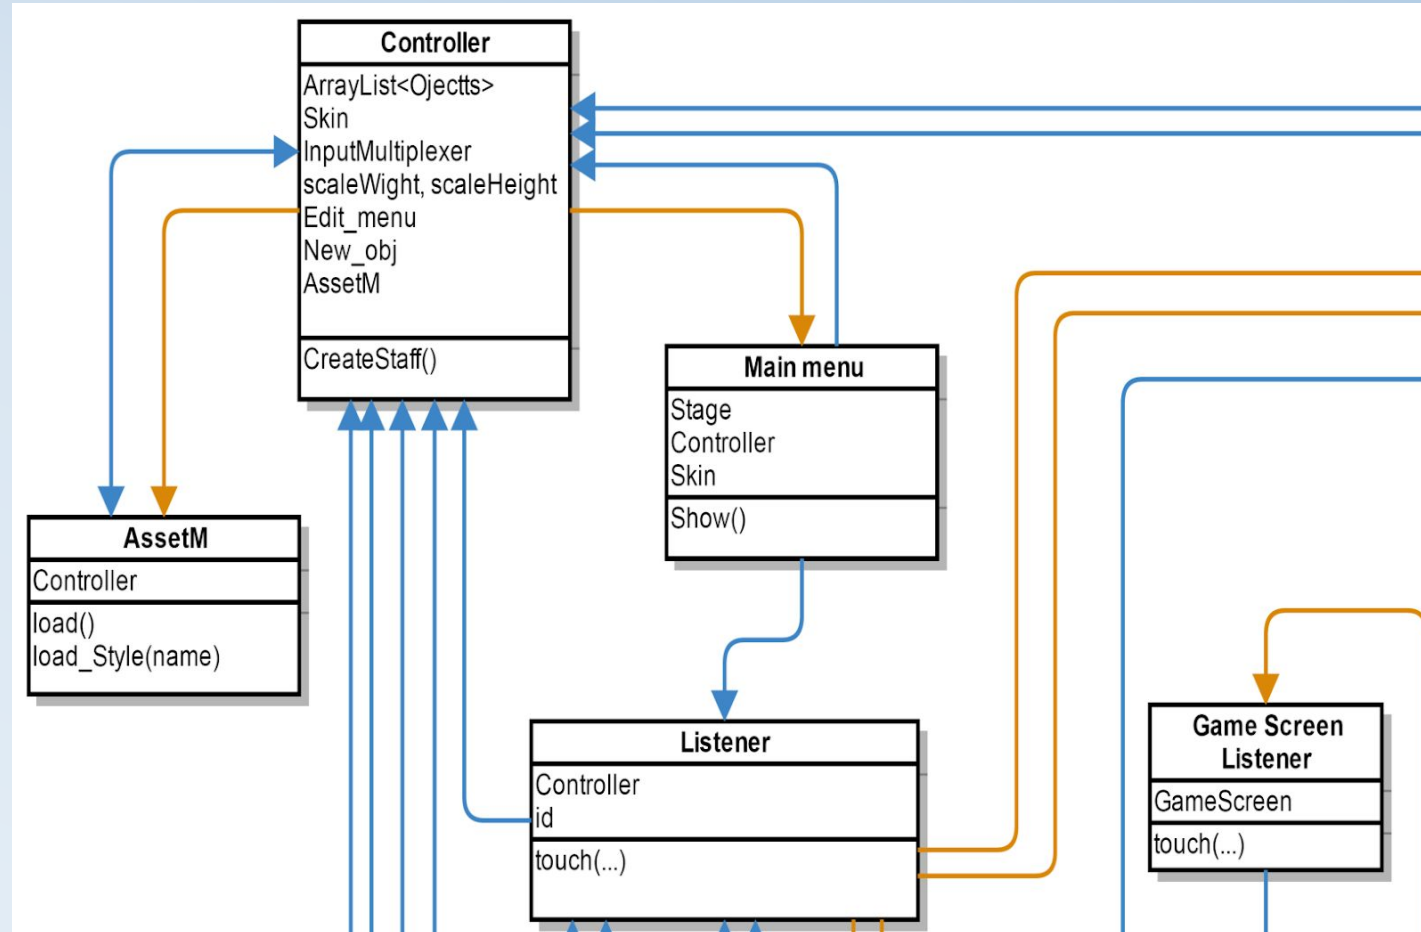 Controller
ArrayList<Ojectts>
Skin
InputMultiplexer
scaleWight, scaleHeight
Edit_menu
New_obj
AssetM
CreateStaff()
Main menu
Stage
Controller
Skin
Show()
AssetM
Controller
load()
load_Style(name)
Listener
Controller
id
touch(...)
Game Screen
Listener
GameScreen
touch(...)